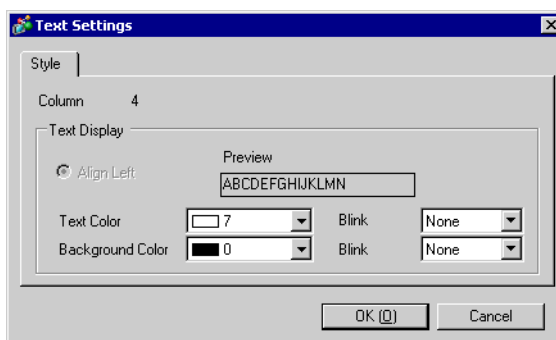 Text Settings
Style
Column 4
Text Display
Preview
Align Left
ABCDEFGHIJKLMN
Text Color 7 Blink None
Background Color 0 Blink None
OK (O) Cancel